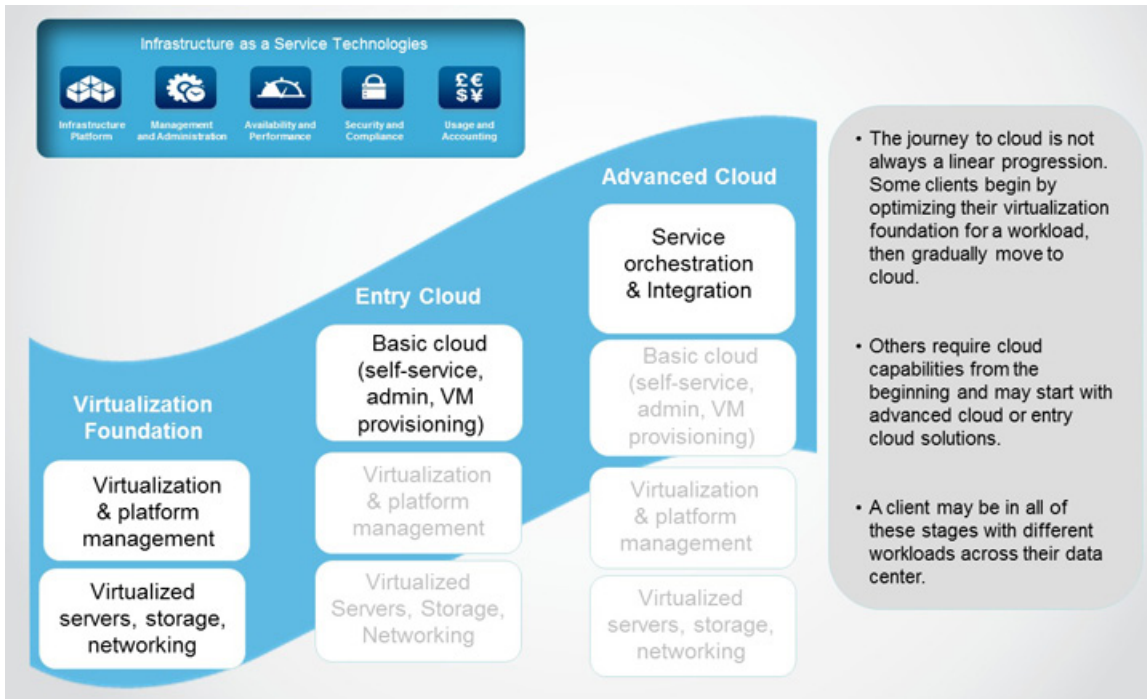 Infrastructure as a Service Technologies
£ €
$ ¥
Infrastructure
Platform
Management
and Administration
Availability and
Performance
Security and
Compliance
Usage and
Accounting
Virtualization
Foundation
Virtualization
& platform
management
Virtualized
servers, storage,
networking
Entry Cloud
Basic cloud
(self-service,
admin, VM
provisioning)
Virtualization
& platform
management
Virtualized
Servers, Storage,
Networking
Advanced Cloud
Service
orchestration
& Integration
Basic cloud
(self-service,
admin, VM
provisioning)
Virtualization
& platform
management
Virtualized
servers, storage,
networking
• The journey to cloud is not
always a linear progression.
Some clients begin by
optimizing their virtualization
foundation for a workload,
then gradually move to
cloud.
• Others require cloud
capabilities from the
beginning and may start with
advanced cloud or entry
cloud solutions.
• A client may be in all of
these stages with different
workloads across their data
center.